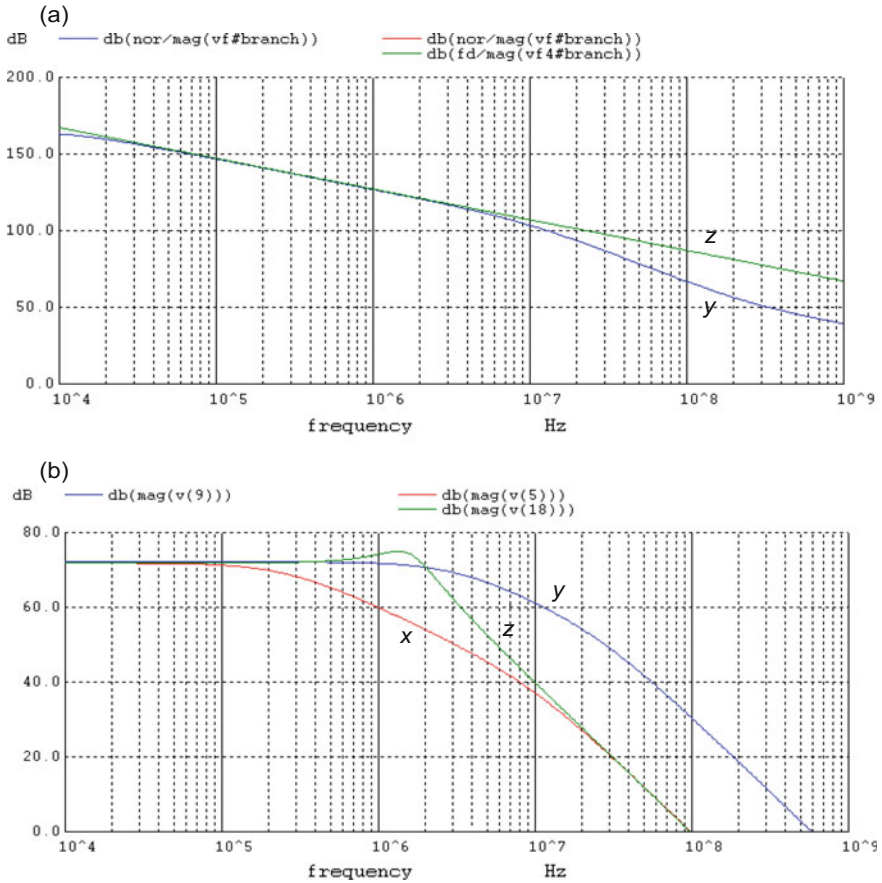 (a)
dB db(nor/mag(vf#branch)) db(nor/mag(vf#branch))
db(fd/mag(vf4#branch))
200.0
150.0
100.0
50.0
0.0
z
y
10^4 10^5 10^6 10^7 10^8 10^9
frequency Hz
(b)
dB db(mag(v(9))) db(mag(v(5)))
db(mag(v(18)))
80.0
60.0
40.0
20.0
0.0
y
x z
10^4 10^5 10^6 10^7 10^8 10^9
frequency Hz